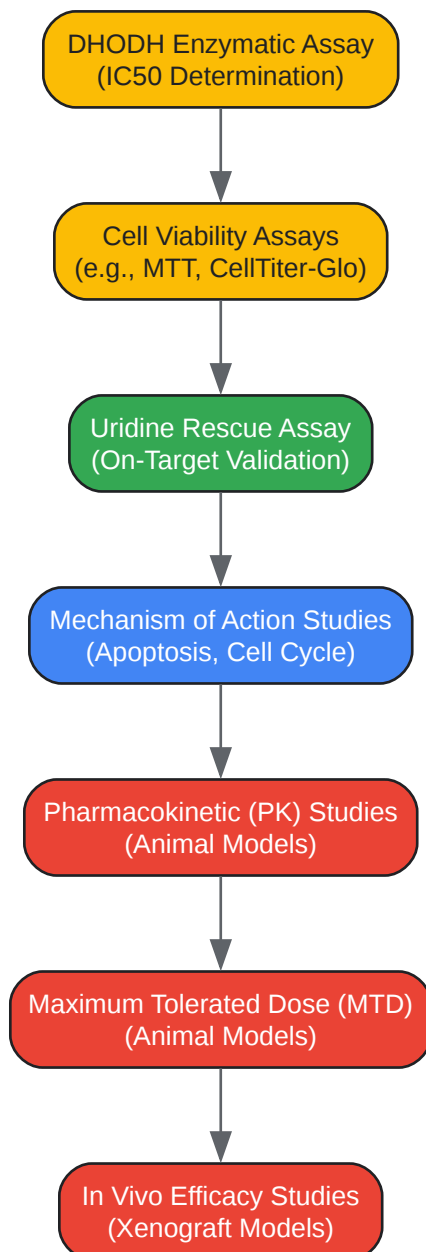 DHODH Enzymatic Assay
(IC50 Determination)
Cell Viability Assays
(e.g., MTT, CellTiter-Glo)
Uridine Rescue Assay
(On-Target Validation)
Mechanism of Action Studies
(Apoptosis, Cell Cycle)
Pharmacokinetic (PK) Studies
(Animal Models)
Maximum Tolerated Dose (MTD)
(Animal Models)
In Vivo Efficacy Studies
(Xenograft Models)